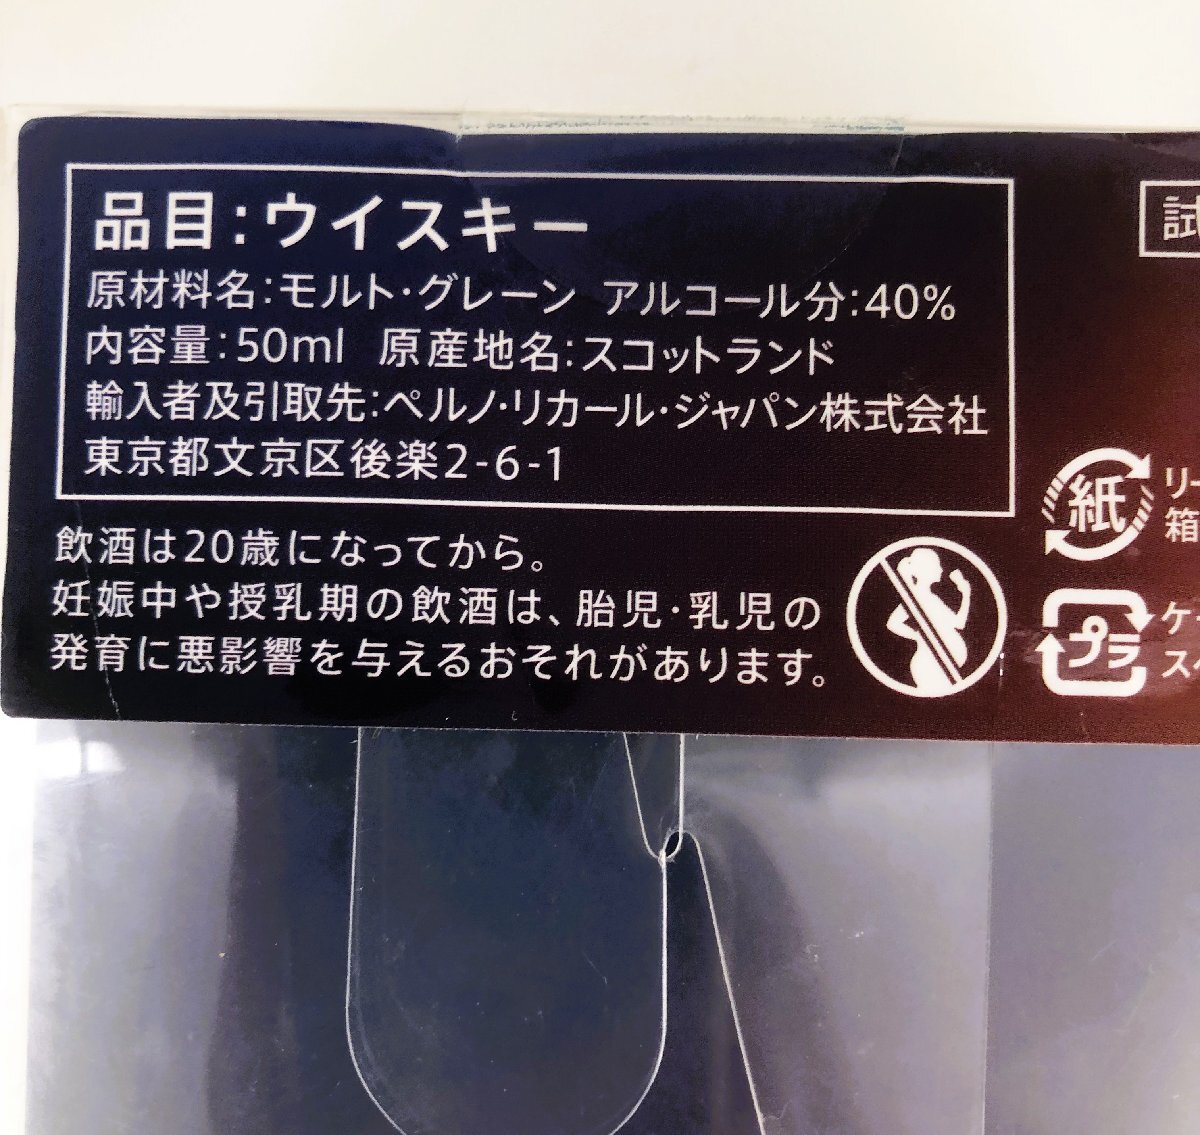 品目:ウイスキー
原材料名:モルト・グレーン アルコール分:40%
内容量:50ml 原産地名:スコットランド
輸入者及引取先:ペルノ・リカール・ジャパン株式会社
東京都文京区後楽2-6-1
飲酒は20歳になってから。
妊娠中や授乳期の飲酒は、胎児・乳児の
発育に悪影響を与えるおそれがあります。
試
紙
リー
箱
プラ
ケ
ス